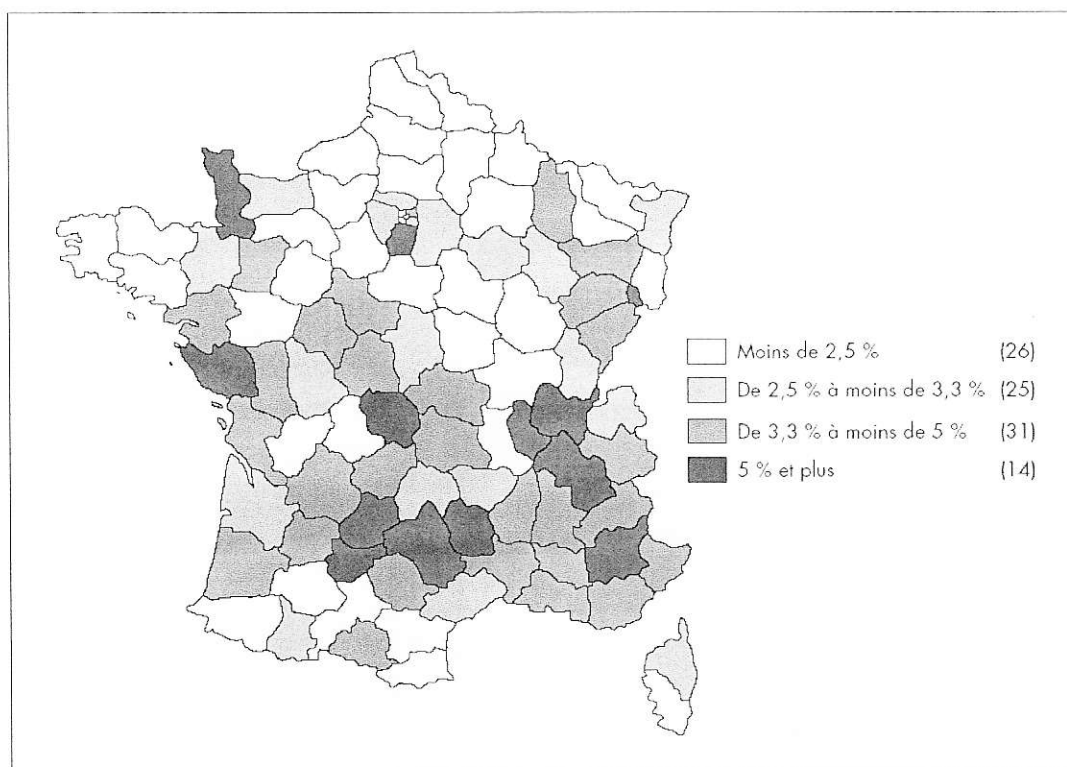 Moins de 2,5 % (26)
De 2,5 % à moins de 3,3 % (25)
De 3,3 % à moins de 5 % (31)
5 % et plus (14)